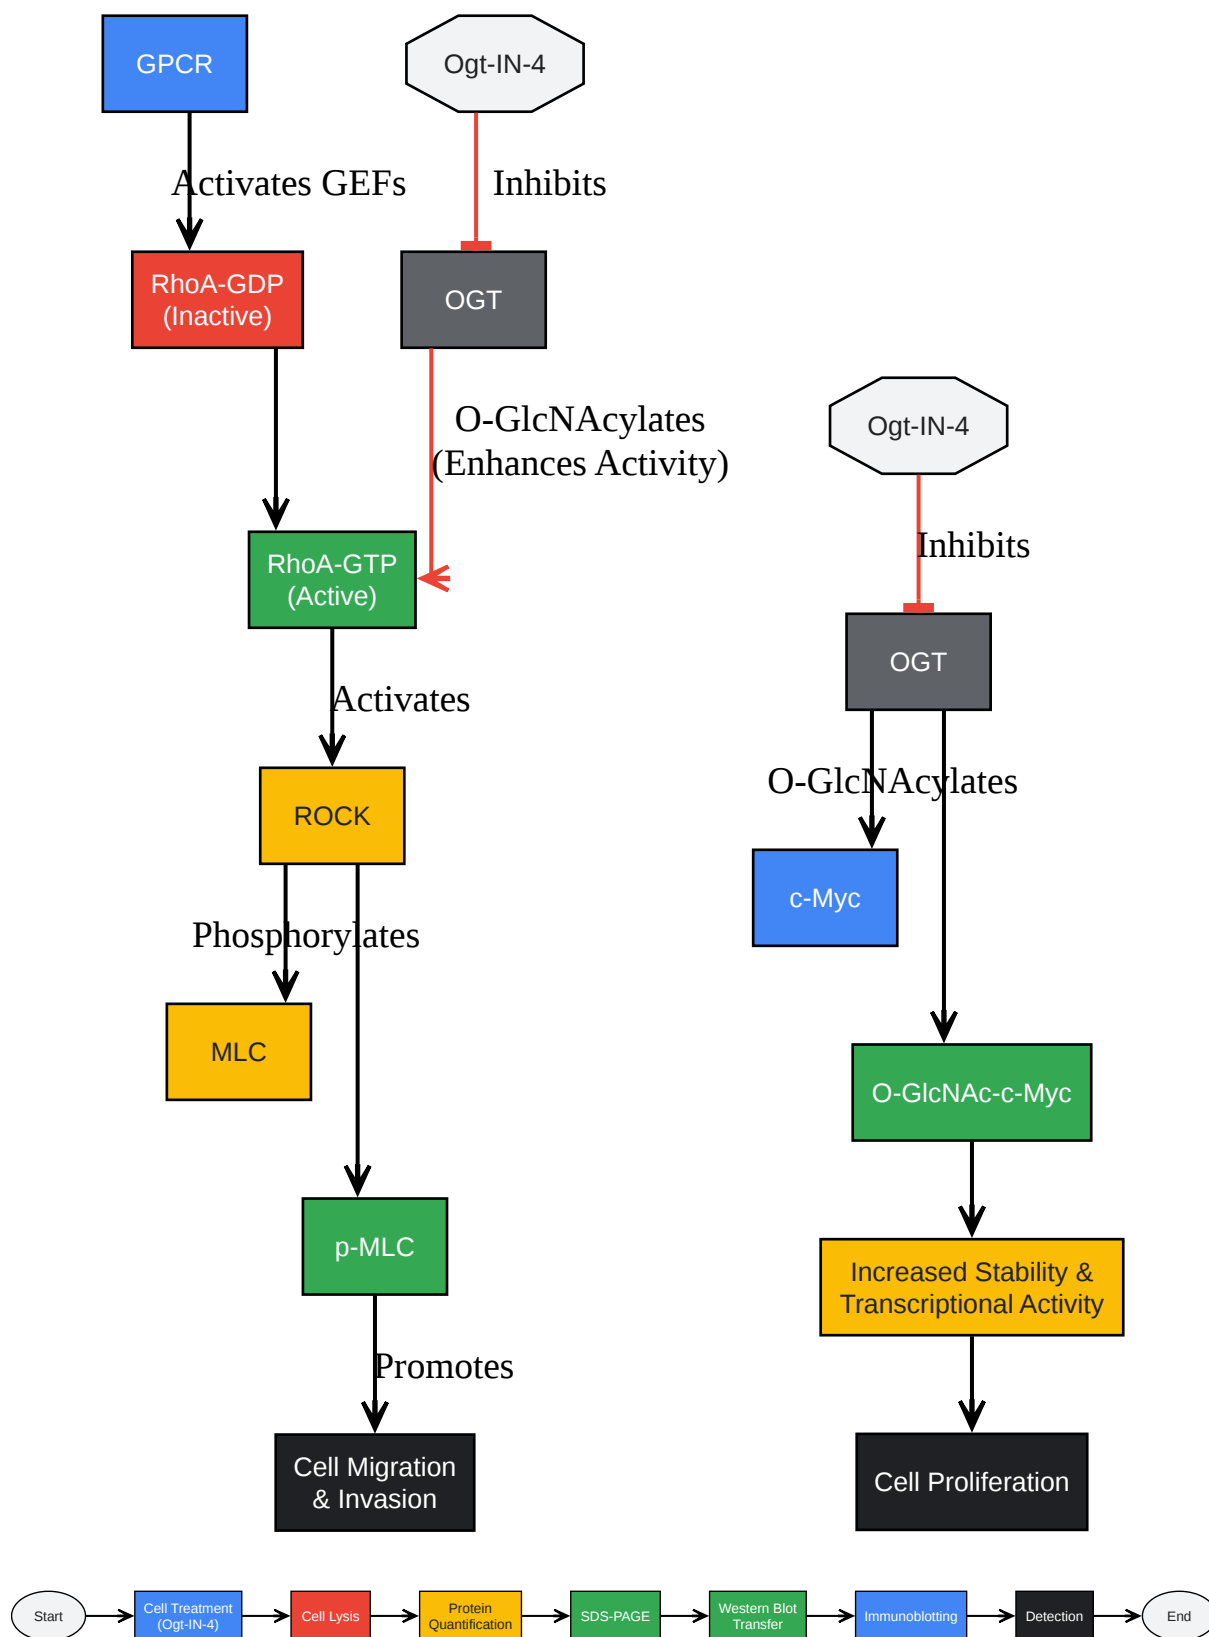 GPCR
Ogt-IN-4
Activates GEFs
Inhibits
RhoA-GDP
(Inactive)
OGT
O-GlcNAcylates
(Enhances Activity)
RhoA-GTP
(Active)
Activates
ROCK
Phosphorylates
MLC
p-MLC
Promotes
Cell Migration
& Invasion
Ogt-IN-4
Inhibits
OGT
O-GlcNAcylates
c-Myc
O-GlcNAc-c-Myc
Increased Stability &
Transcriptional Activity
Cell Proliferation
Start
Cell Treatment
(Ogt-IN-4)
Cell Lysis
Protein
Quantification
SDS-PAGE
Western Blot
Transfer
Immunoblotting
Detection
End